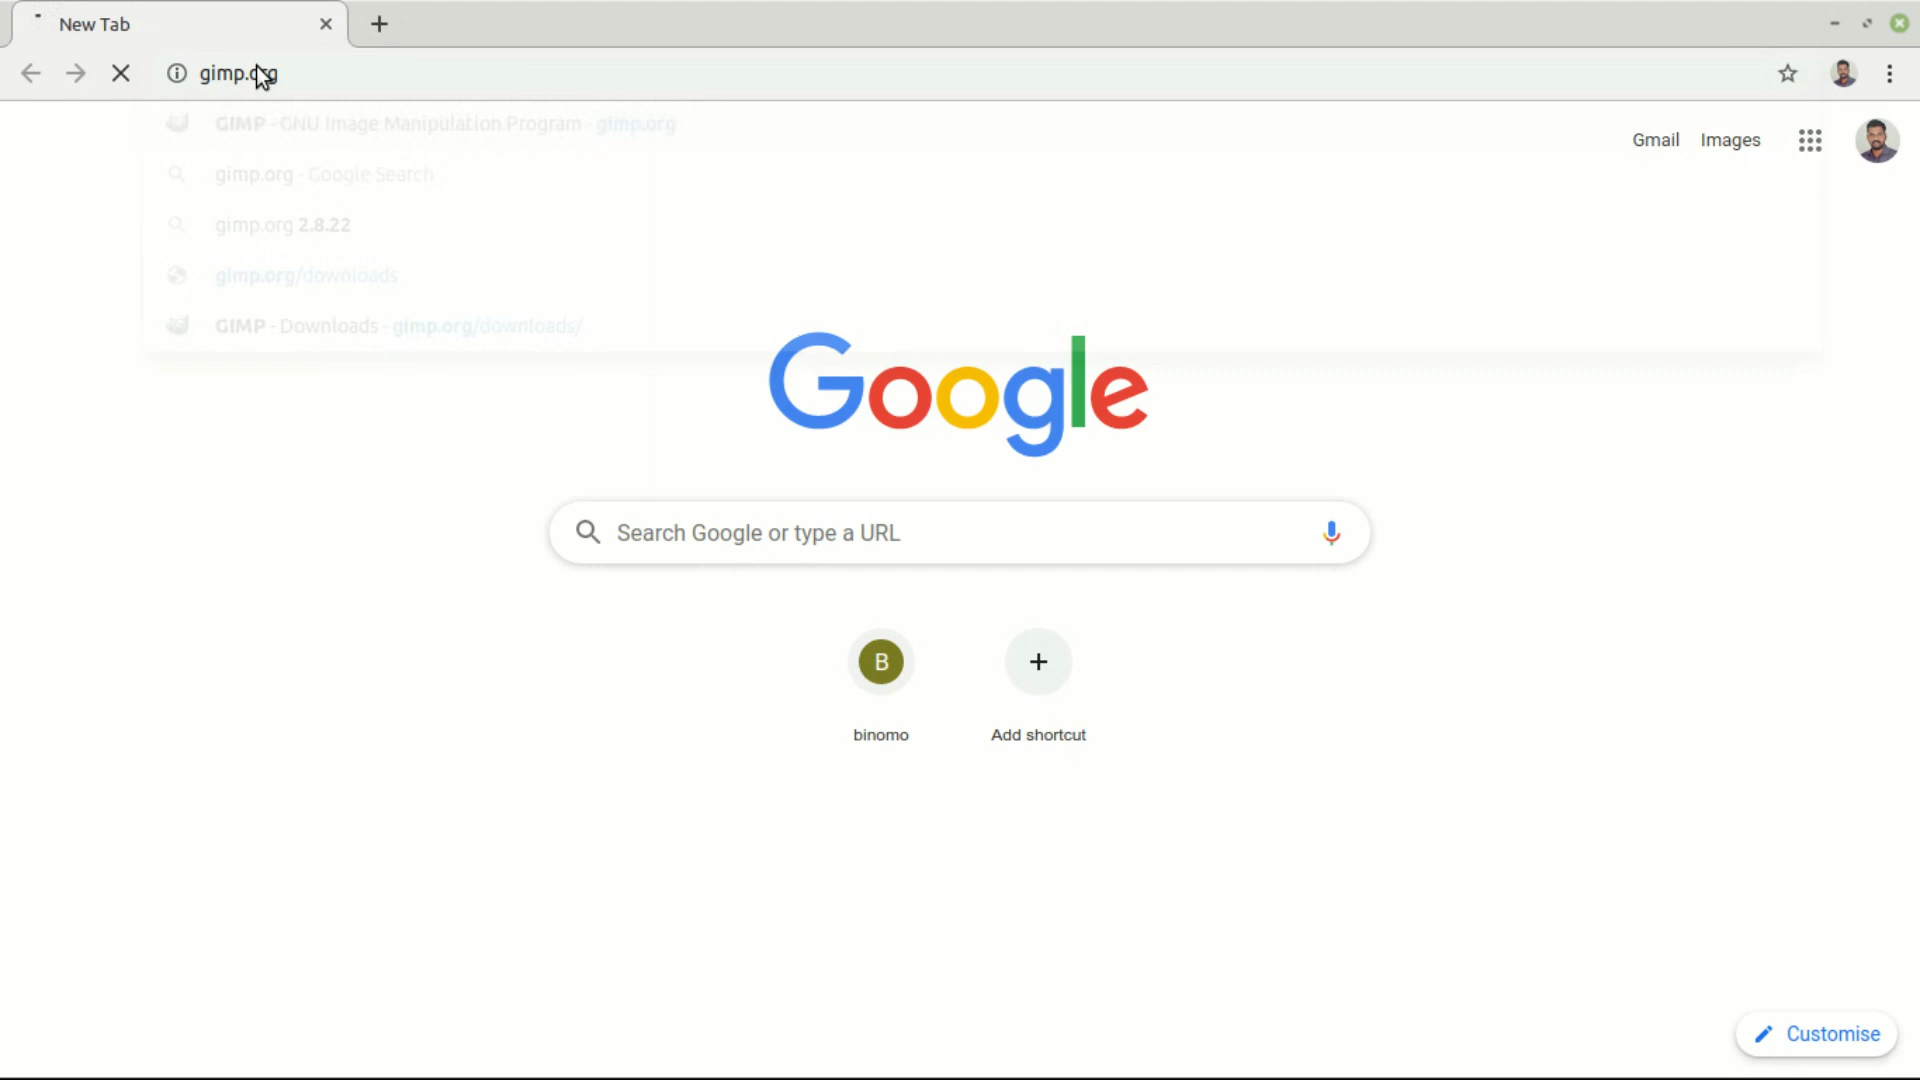 New Tab
gimp.org
GIMP - GNU Image Manipulation Program - gimp.org
Gmail Images
gimp.org - Google Search
gimp.org 2.8.22
gimp.org/downloads
GIMP - Downloads - gimp.org/downloads/
Google
Search Google or type a URL
B
binomo
Add shortcut
Customise